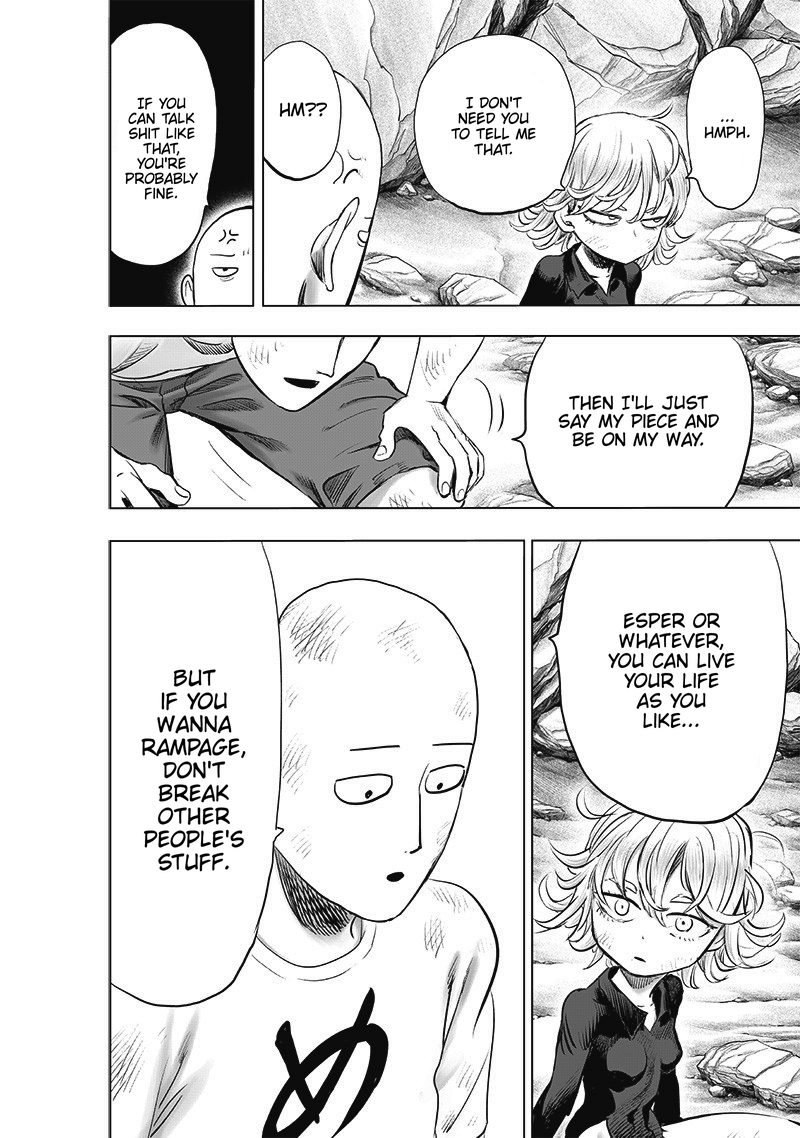 ...
HMPH.
I DON'T
NEED YOU
TO TELL ME
THAT.
HM??
IF YOU
CAN TALK
SHIT LIKE
THAT,
YOU'RE
PROBABLY
FINE.
THEN I'LL JUST
SAY MY PIECE AND
BE ON MY WAY.
ESPER OR
WHATEVER,
YOU CAN LIVE
YOUR LIFE
AS YOU
LIKE...
BUT
IF YOU
WANNA
RAMPAGE,
DON'T
BREAK
OTHER
PEOPLE'S
STUFF.
め